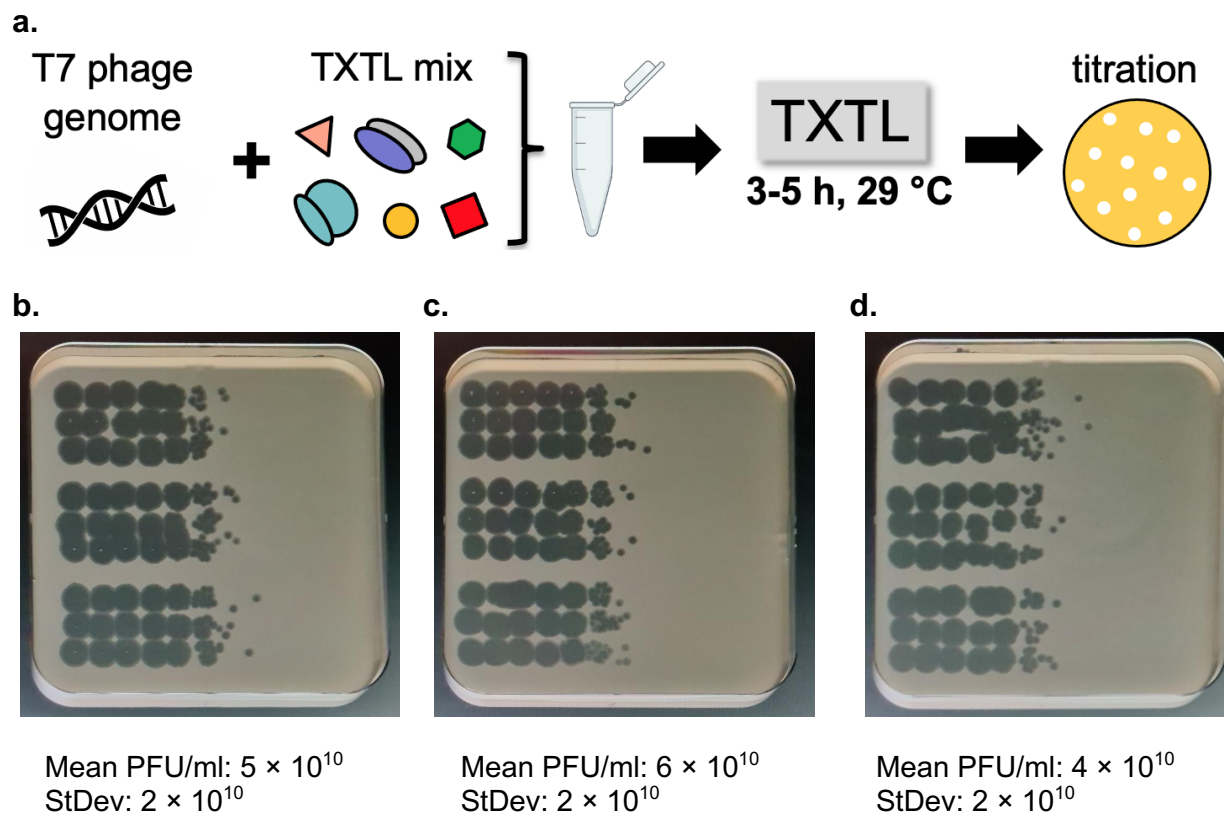 a.
T7 phage
genome
+
TXTL mix
TXTL
3-5 h, 29 °C
titration
b.
c.
d.
Mean PFU/ml: 5 × 10¹⁰
StDev: 2 × 10¹⁰
Mean PFU/ml: 6 × 10¹⁰
StDev: 2 × 10¹⁰
Mean PFU/ml: 4 × 10¹⁰
StDev: 2 × 10¹⁰